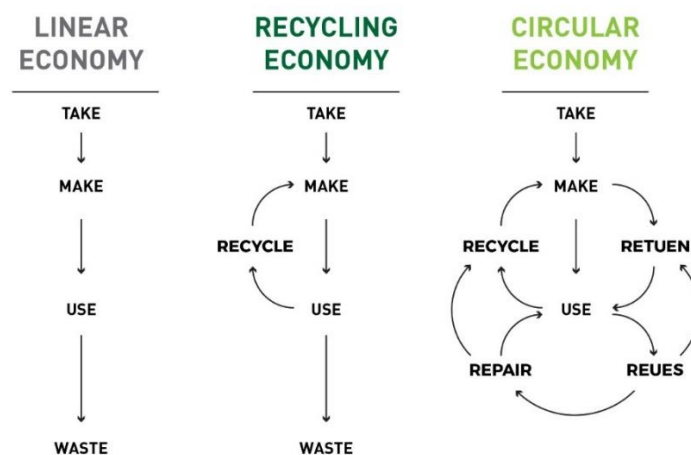 LINEAR
ECONOMY
TAKE
MAKE
USE
WASTE
RECYCLING
ECONOMY
TAKE
MAKE
RECYCLE
USE
WASTE
CIRCULAR
ECONOMY
TAKE
MAKE
RECYCLE
RETUEN
USE
REPAIR
REUES